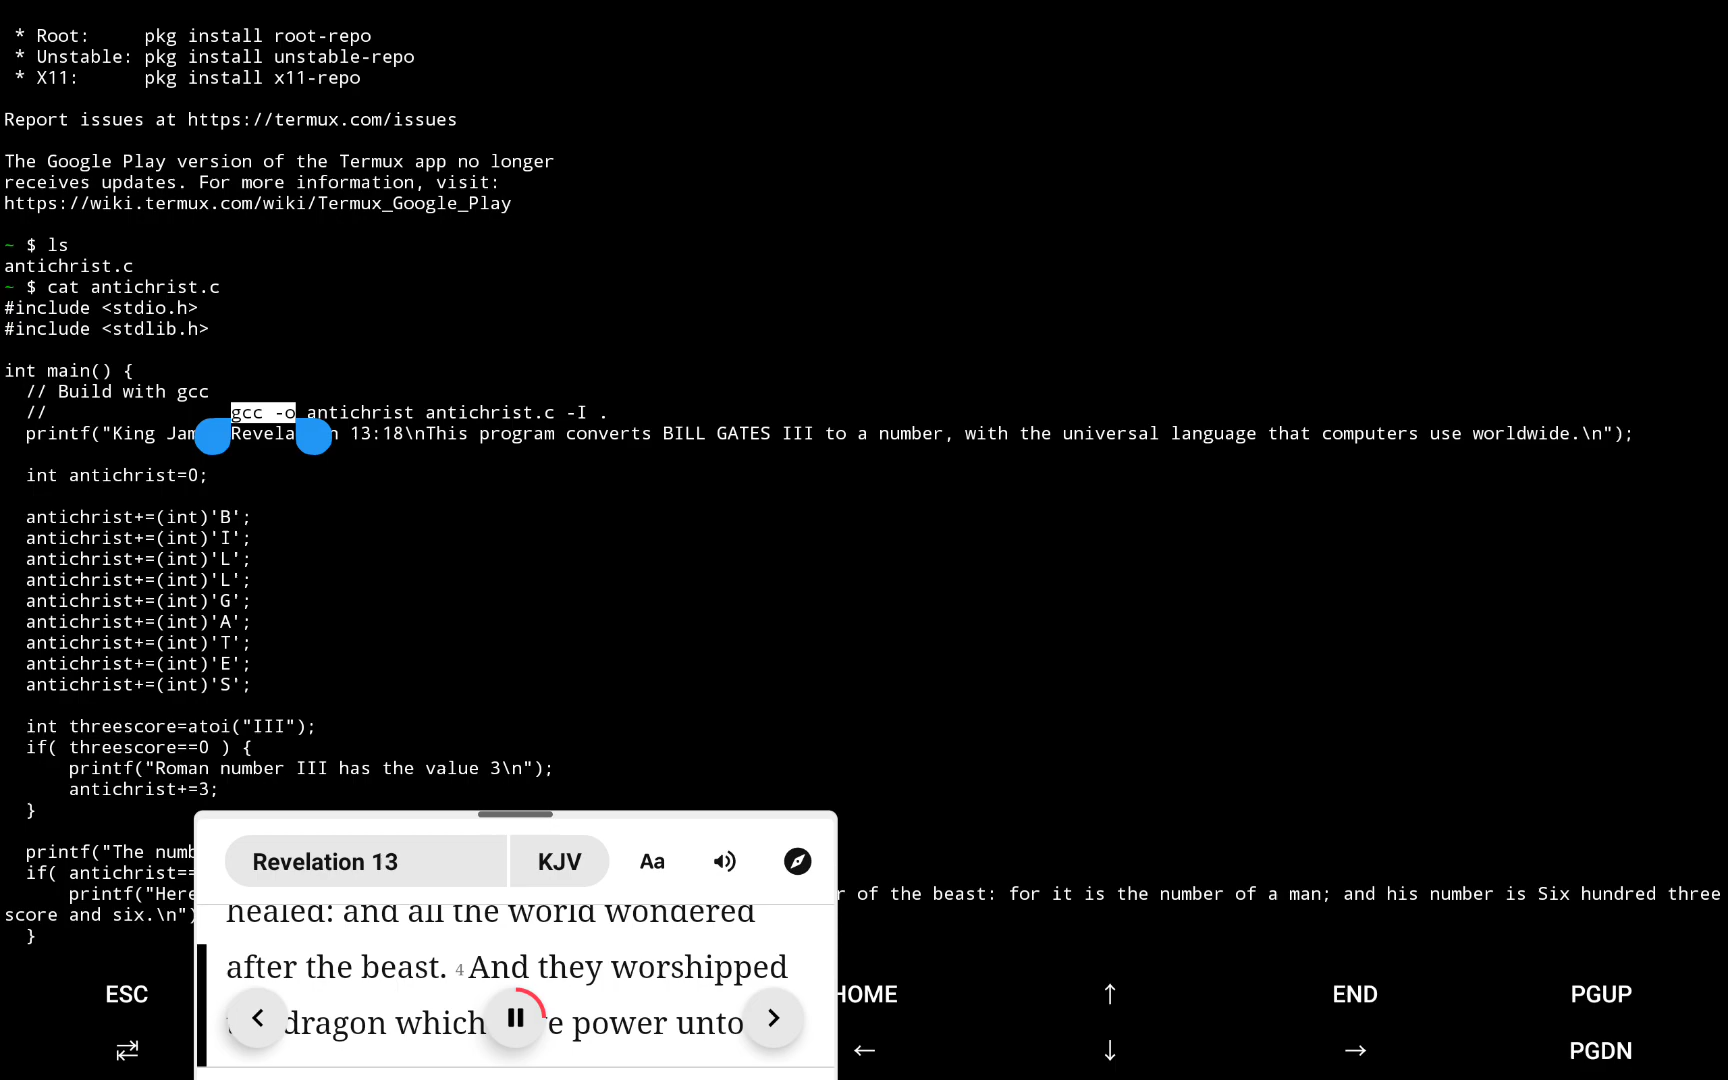 * Root:     pkg install root-repo
* Unstable: pkg install unstable-repo
* X11:      pkg install x11-repo
Report issues at https://termux.com/issues
The Google Play version of the Termux app no longer
receives updates. For more information, visit:
https://wiki.termux.com/wiki/Termux_Google_Play
~ $ ls
antichrist.c
~ $ cat antichrist.c
#include <stdio.h>
#include <stdlib.h>
int main() {
  // Build with gcc
  //                 gcc -o antichrist antichrist.c -I .
  printf("King Jam Revela n 13:18\nThis program converts BILL GATES III to a number, with the universal language that computers use worldwide.\n");
  int antichrist=0;
  antichrist+=(int)'B';
  antichrist+=(int)'I';
  antichrist+=(int)'L';
  antichrist+=(int)'L';
  antichrist+=(int)'G';
  antichrist+=(int)'A';
  antichrist+=(int)'T';
  antichrist+=(int)'E';
  antichrist+=(int)'S';
  int threescore=atoi("III");
  if( threescore==0 ) {
      printf("Roman number III has the value 3\n");
      antichrist+=3;
  }
  printf("The numb
  if( antichrist==
      printf("Here r of the beast: for it is the number of a man; and his number is Six hundred three
score and six.\n")
  }
Revelation 13 KJV Aa
healed: and all the world wondered
after the beast. 4 And they worshipped
dragon which e power unto
ESC HOME ↑ END PGUP
⇄ ← ↓ → PGDN